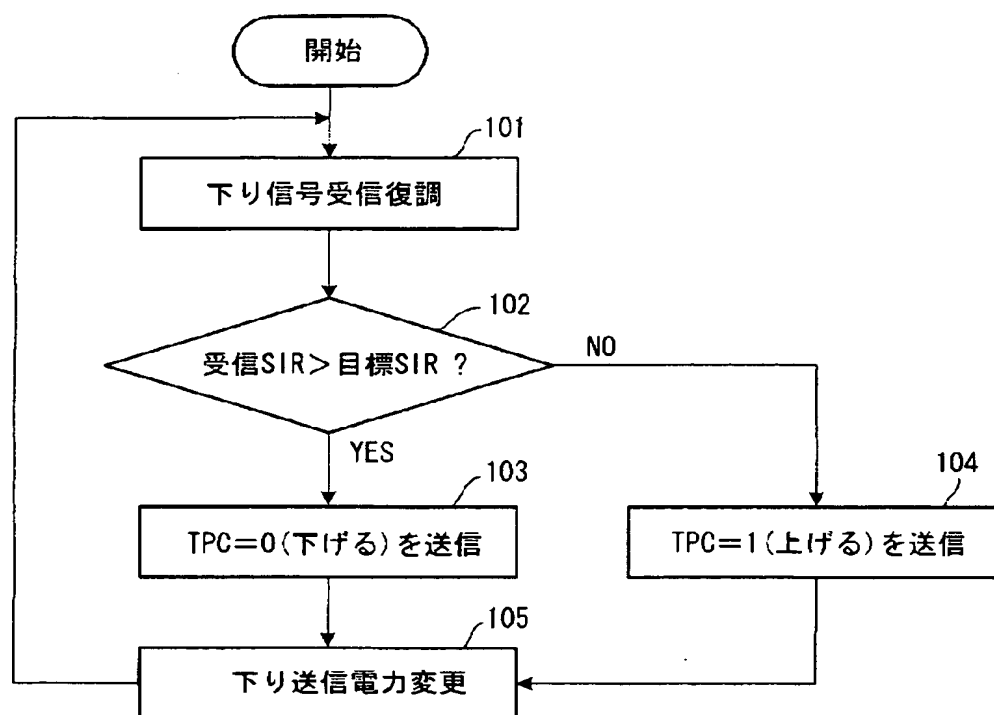 開始
101
下り信号受信復調
102
受信SIR＞目標SIR ?
NO
YES
103
104
TPC＝0(下げる)を送信
TPC＝1(上げる)を送信
105
下り送信電力変更